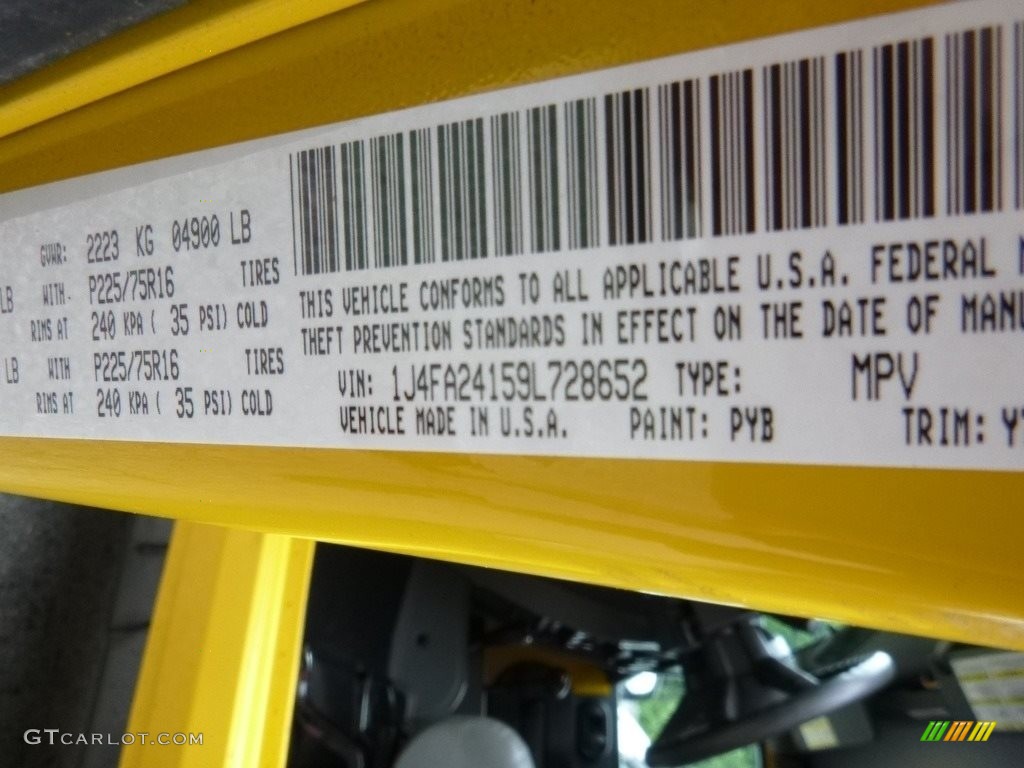 GVWR: 2223 KG 04900 LB
LB WITH P225/75R16 TIRES
RIMS AT 240 KPA ( 35 PSI) COLD
LB WITH P225/75R16 TIRES
RIMS AT 240 KPA ( 35 PSI) COLD
THIS VEHICLE CONFORMS TO ALL APPLICABLE U.S.A. FEDERAL
THEFT PREVENTION STANDARDS IN EFFECT ON THE DATE OF MANU
VIN: 1J4FA24159L728652 TYPE: MPV
VEHICLE MADE IN U.S.A. PAINT: PYB TRIM:
GTCARLOT.COM